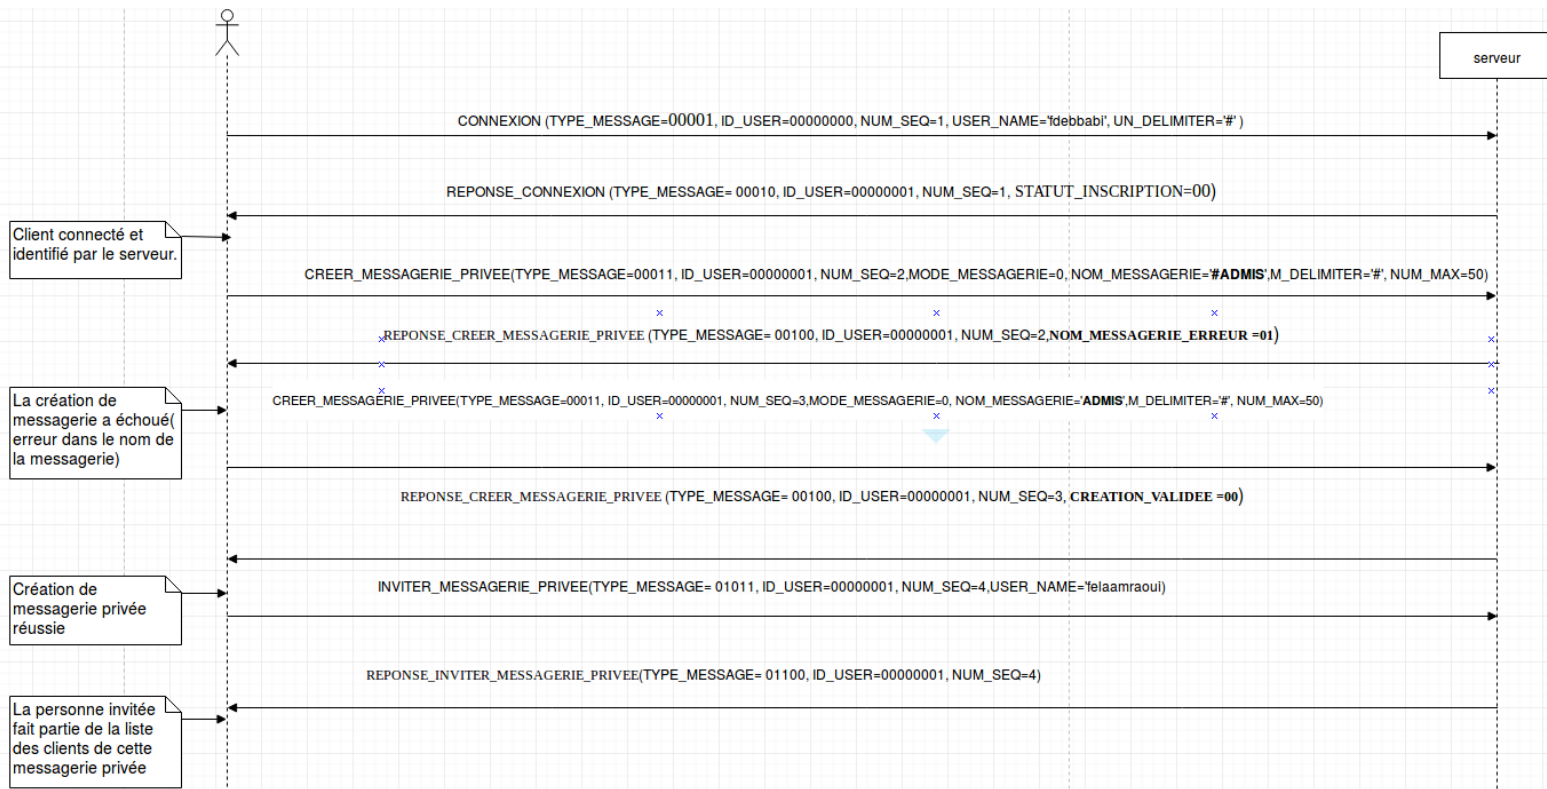 serveur
CONNEXION (TYPE_MESSAGE=00001, ID_USER=00000000, NUM_SEQ=1, USER_NAME='fdebbabi', UN_DELIMITER='#' )
REPONSE_CONNEXION (TYPE_MESSAGE= 00010, ID_USER=00000001, NUM_SEQ=1, STATUT_INSCRIPTION=00)
Client connecté et
identifié par le serveur.
CREER_MESSAGERIE_PRIVEE(TYPE_MESSAGE=00011, ID_USER=00000001, NUM_SEQ=2,MODE_MESSAGERIE=0, NOM_MESSAGERIE='#ADMIS',M_DELIMITER='#', NUM_MAX=50)
REPONSE_CREER_MESSAGERIE_PRIVEE (TYPE_MESSAGE= 00100, ID_USER=00000001, NUM_SEQ=2,NOM_MESSAGERIE_ERREUR =01)
La création de
messagerie a échoué(
erreur dans le nom de
la messagerie)
CREER_MESSAGERIE_PRIVEE(TYPE_MESSAGE=00011, ID_USER=00000001, NUM_SEQ=3,MODE_MESSAGERIE=0, NOM_MESSAGERIE='ADMIS',M_DELIMITER='#', NUM_MAX=50)
REPONSE_CREER_MESSAGERIE_PRIVEE (TYPE_MESSAGE= 00100, ID_USER=00000001, NUM_SEQ=3, CREATION_VALIDEE =00)
Création de
messagerie privée
réussie
INVITER_MESSAGERIE_PRIVEE(TYPE_MESSAGE= 01011, ID_USER=00000001, NUM_SEQ=4,USER_NAME='felaamraoui)
REPONSE_INVITER_MESSAGERIE_PRIVEE(TYPE_MESSAGE= 01100, ID_USER=00000001, NUM_SEQ=4)
La personne invitée
fait partie de la liste
des clients de cette
messagerie privée